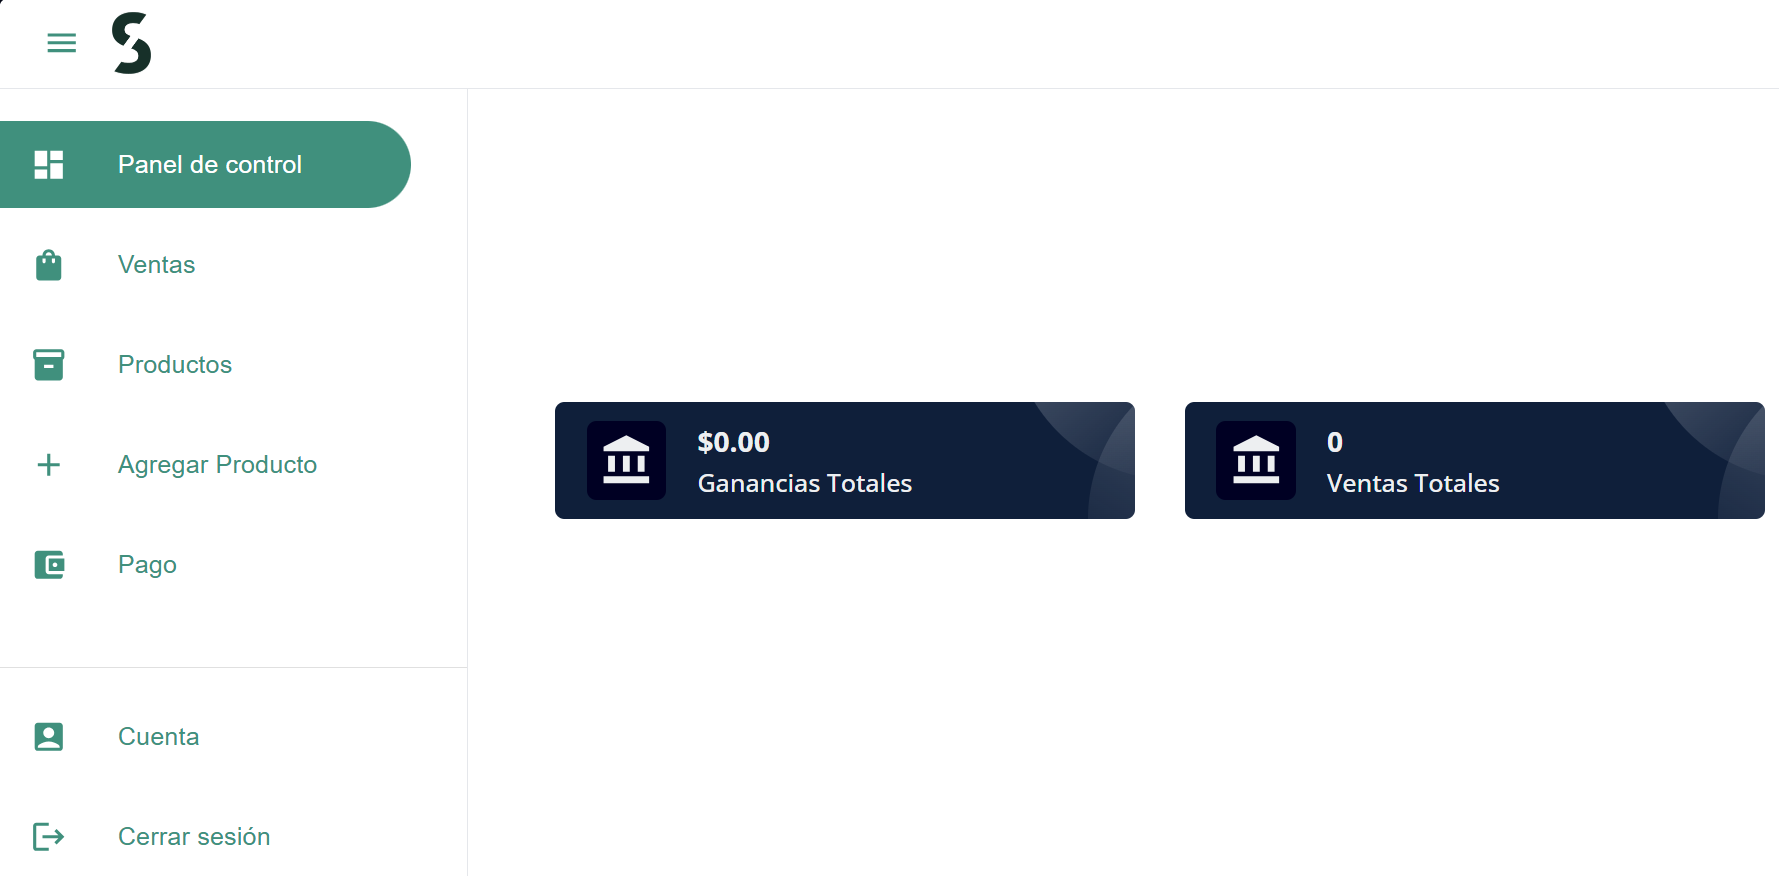 S
Panel de control
Ventas
Productos
Agregar Producto
Pago
Cuenta
Cerrar sesión
$0.00
Ganancias Totales
0
Ventas Totales